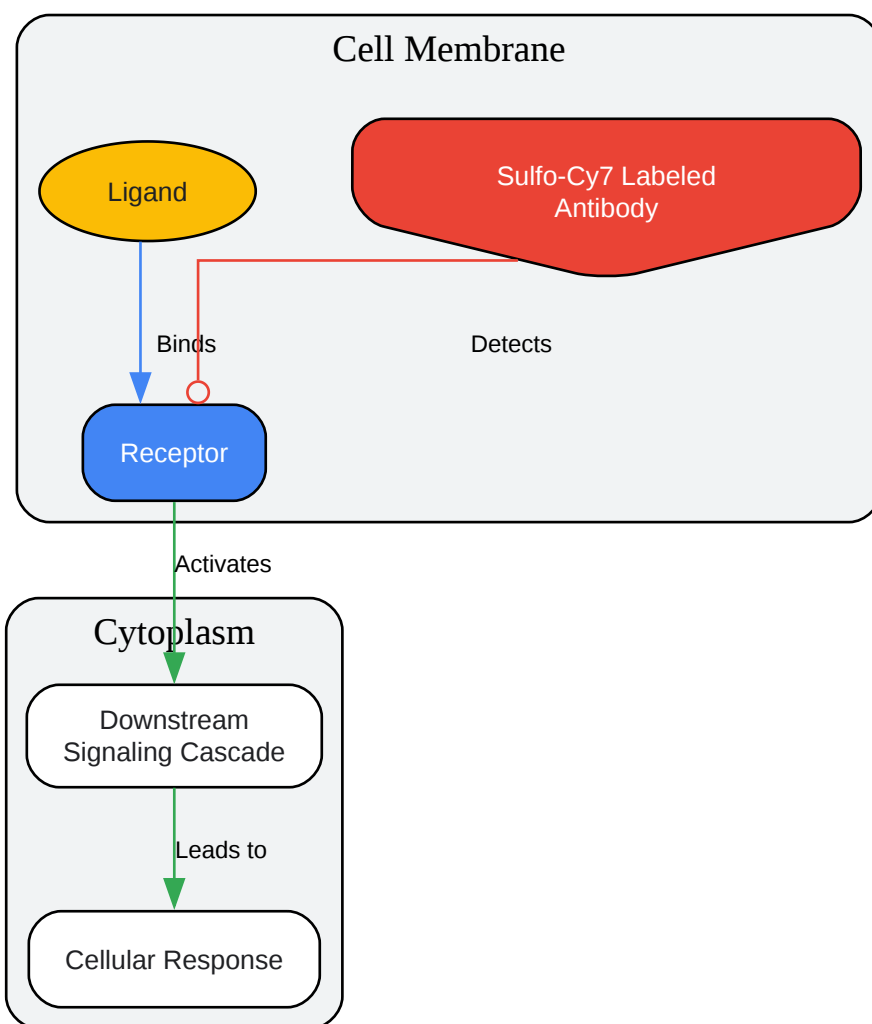 Cell Membrane
Ligand
Sulfo-Cy7 Labeled
Antibody
Binds
Detects
Receptor
Activates
Cytoplasm
Downstream
Signaling Cascade
Leads to
Cellular Response